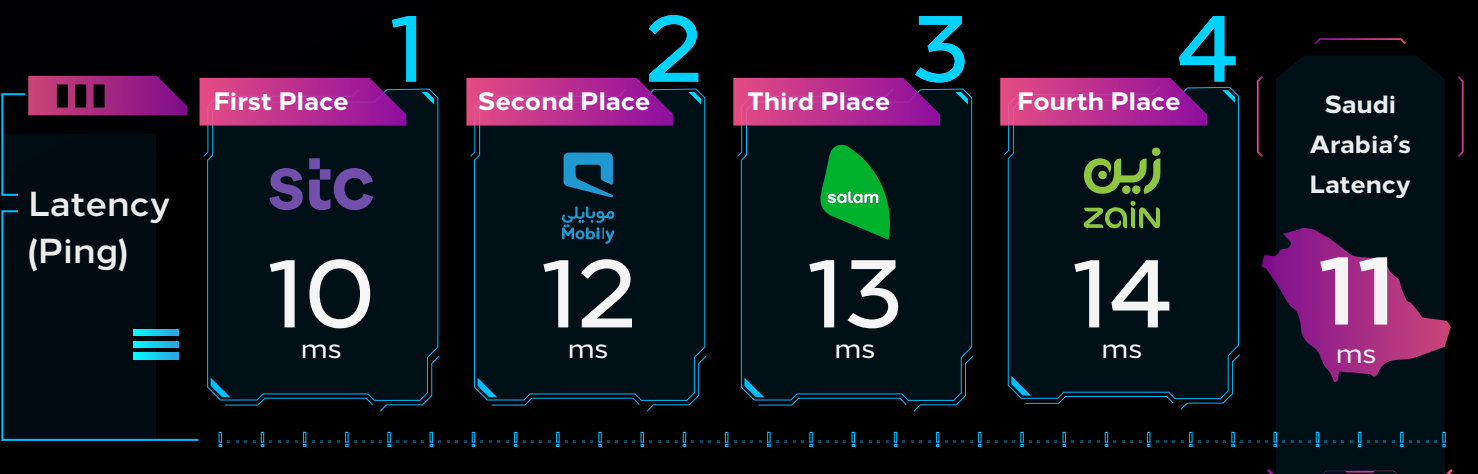 Latency
(Ping)
1
First Place
stc
10
ms
2
Second Place
موبايلي
Mobily
12
ms
3
Third Place
salam
13
ms
4
Fourth Place
زين
zain
14
ms
Saudi
Arabia’s
Latency
11
ms